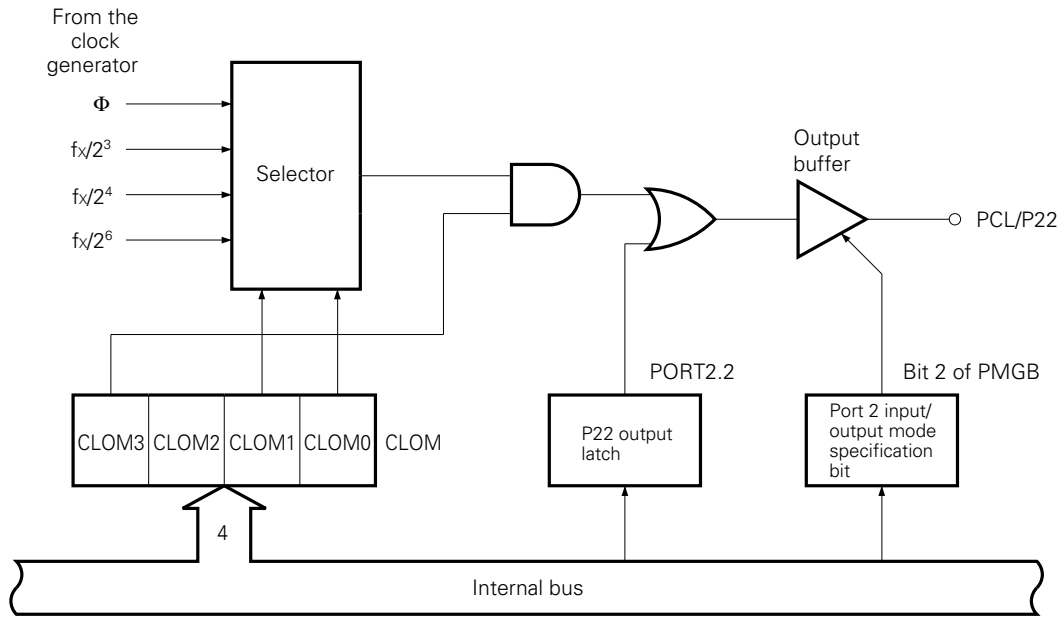 From the
clock
generator
Φ
fx/2³
fx/2⁴
fx/2⁶
Selector
Output
buffer
PCL/P22
PORT2.2
Bit 2 of PMGB
CLOM3 CLOM2 CLOM1 CLOM0 CLOM
P22 output
latch
Port 2 input/
output mode
specification
bit
4
Internal bus